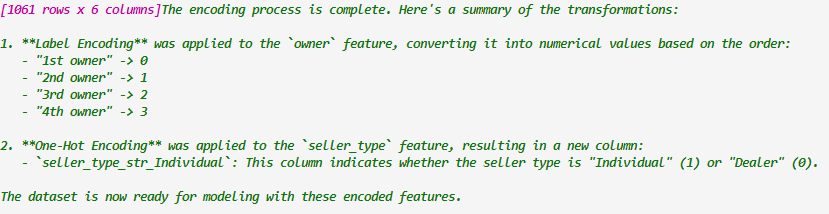 [1061 rows x 6 columns]The encoding process is complete. Here's a summary of the transformations:
1. **Label Encoding** was applied to the `owner` feature, converting it into numerical values based on the order:
- "1st owner" -> 0
- "2nd owner" -> 1
- "3rd owner" -> 2
- "4th owner" -> 3
2. **One-Hot Encoding** was applied to the `seller_type` feature, resulting in a new column:
- `seller_type_str_Individual`: This column indicates whether the seller type is "Individual" (1) or "Dealer" (0).
The dataset is now ready for modeling with these encoded features.